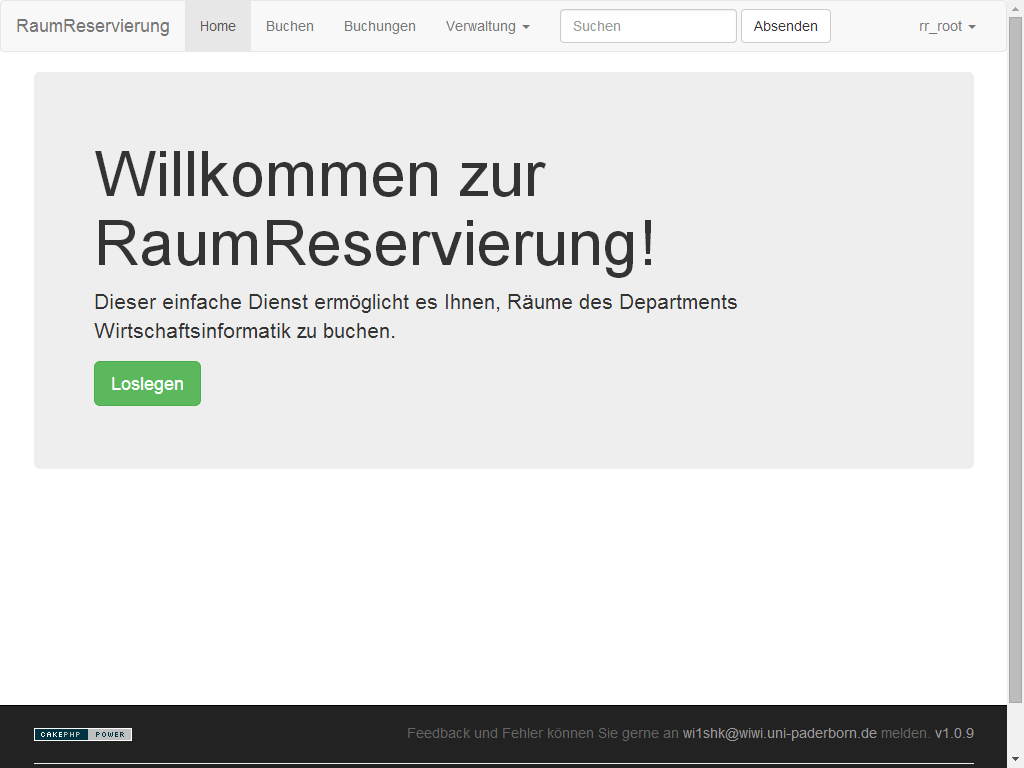 RaumReservierung Home Buchen Buchungen Verwaltung Suchen Absenden rr_root
Willkommen zur
RaumReservierung!
Dieser einfache Dienst ermöglicht es Ihnen, Räume des Departments
Wirtschaftsinformatik zu buchen.
Loslegen
CAKEPHP POWER Feedback und Fehler können Sie gerne an wi1shk@wiwi.uni-paderborn.de melden. v1.0.9